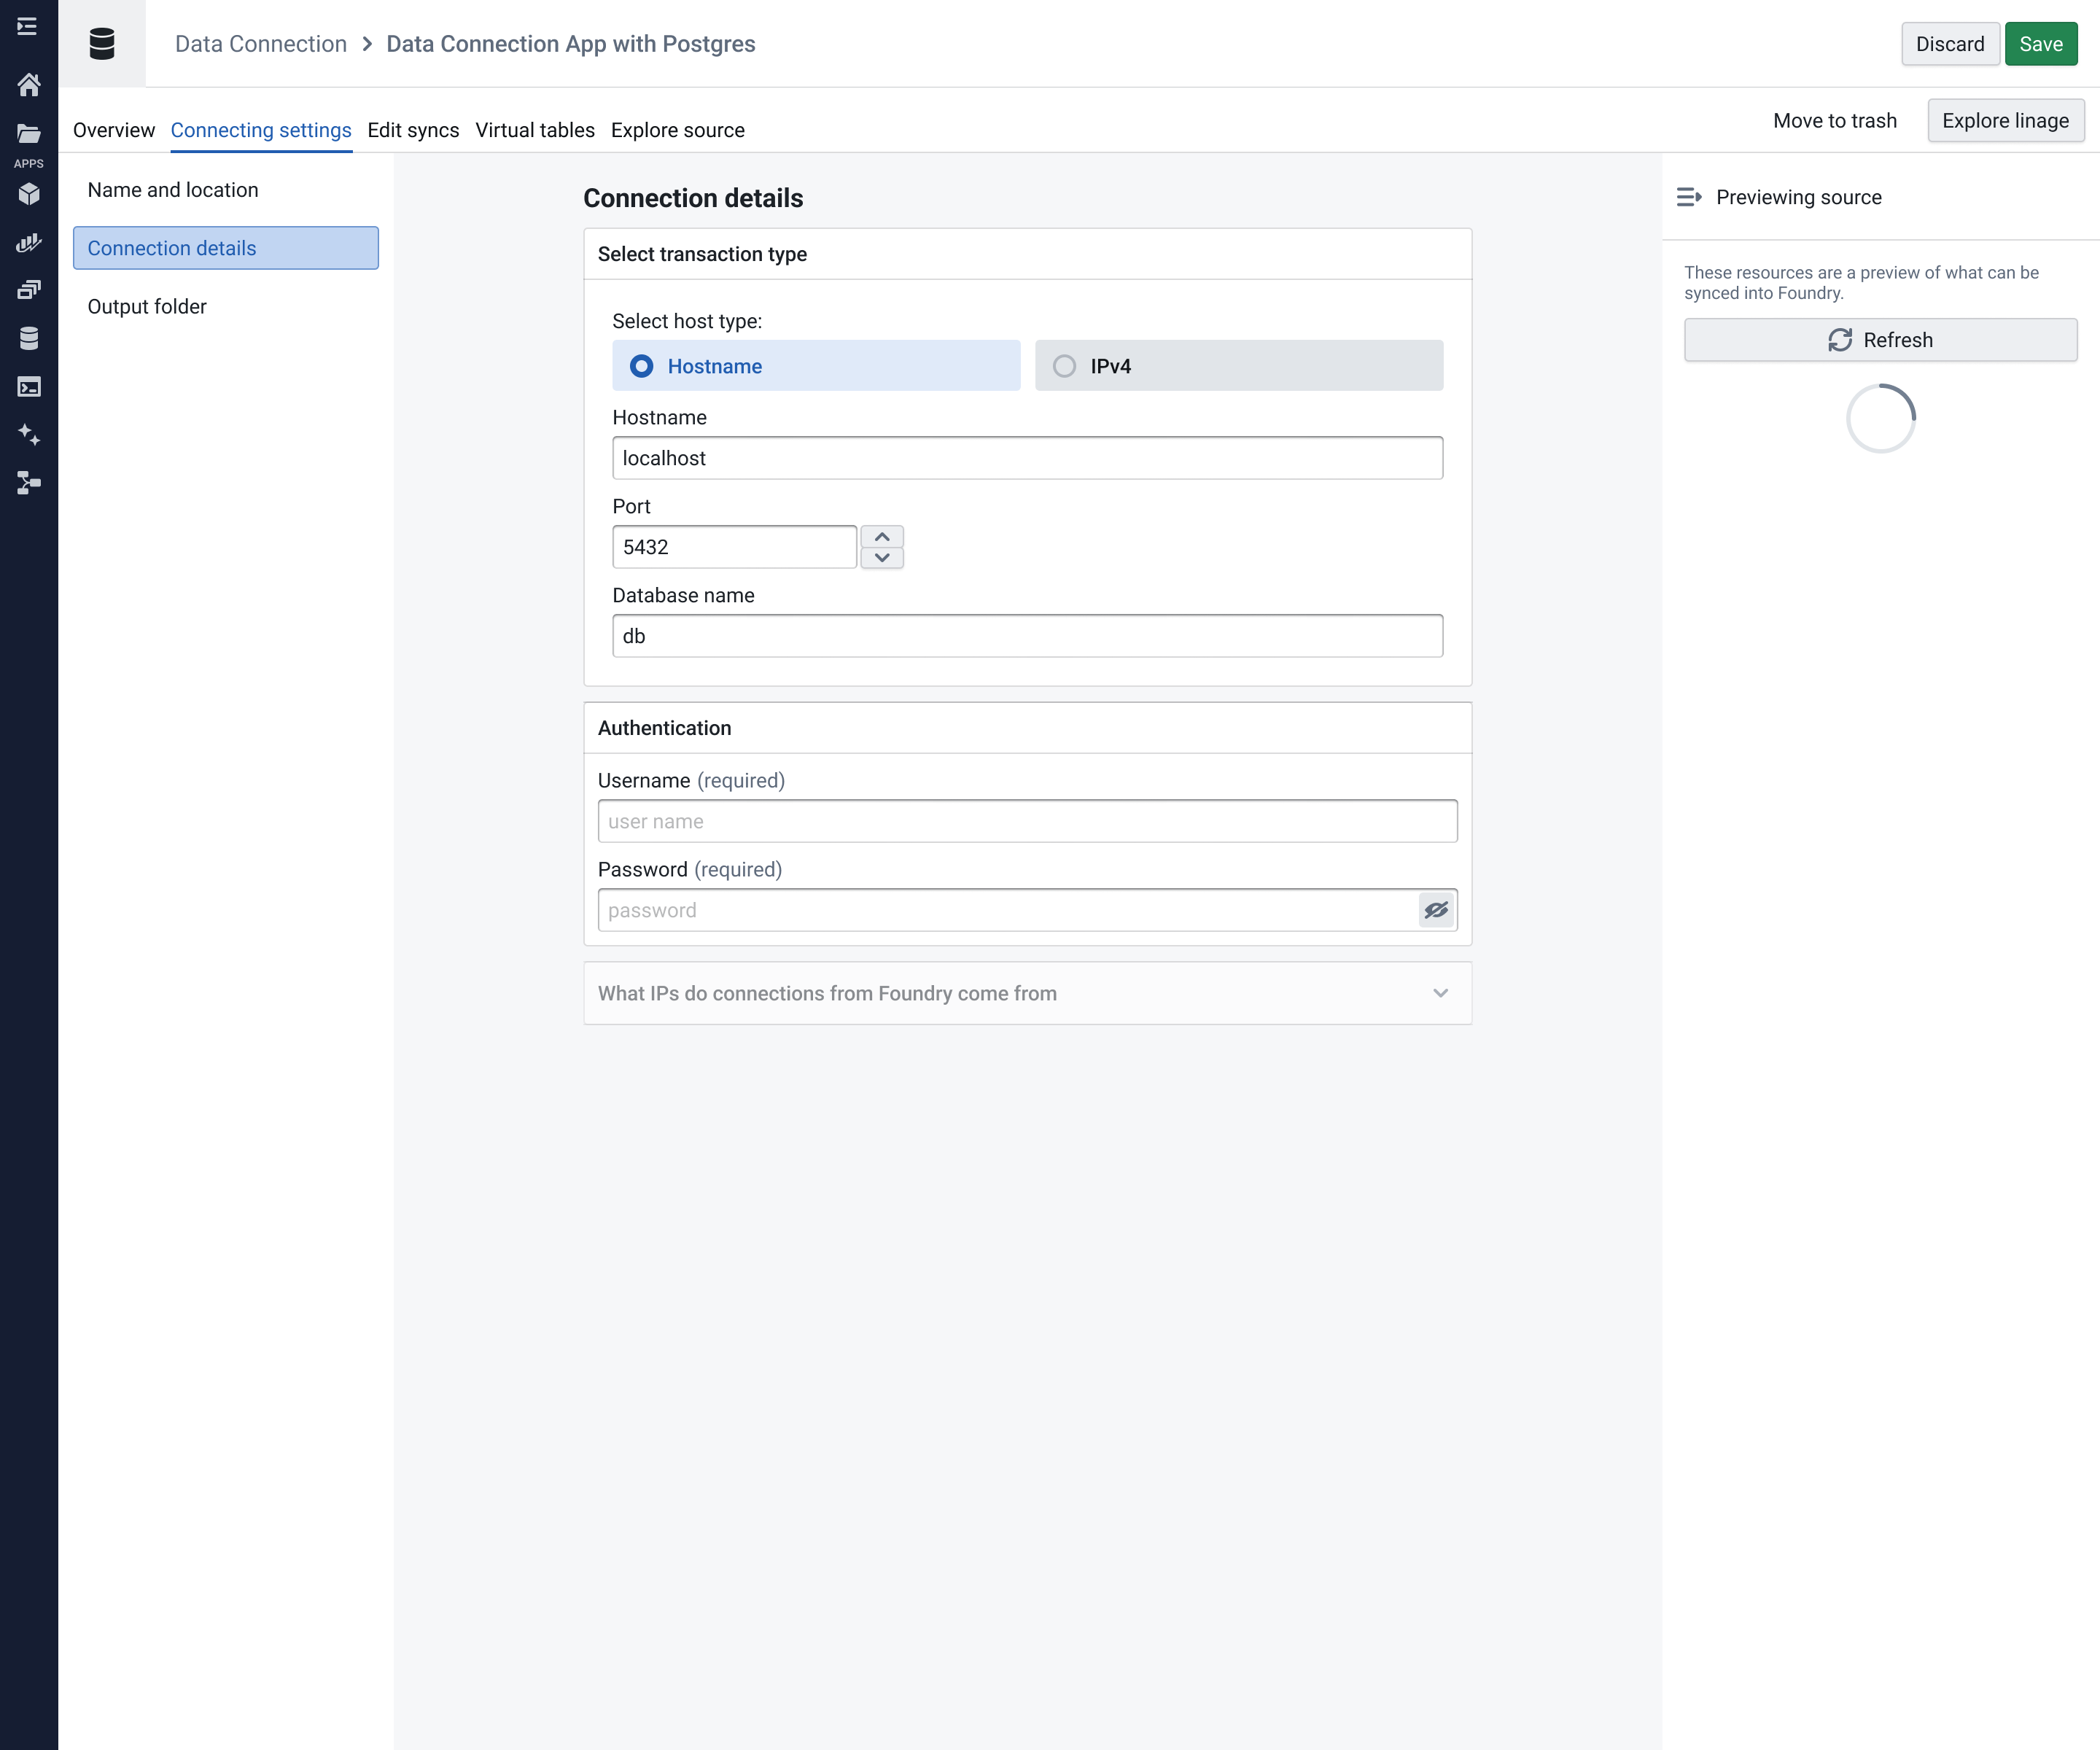 Data Connection > Data Connection App with Postgres
Discard
Save
Overview
Connecting settings
Edit syncs
Virtual tables
Explore source
Move to trash
Explore linage
APPS
Name and location
Connection details
Output folder
Connection details
Select transaction type
Select host type:
Hostname
IPv4
Hostname
localhost
Port
5432
Database name
db
Authentication
Username (required)
user name
Password (required)
password
What IPs do connections from Foundry come from
Previewing source
These resources are a preview of what can be
synced into Foundry.
Refresh